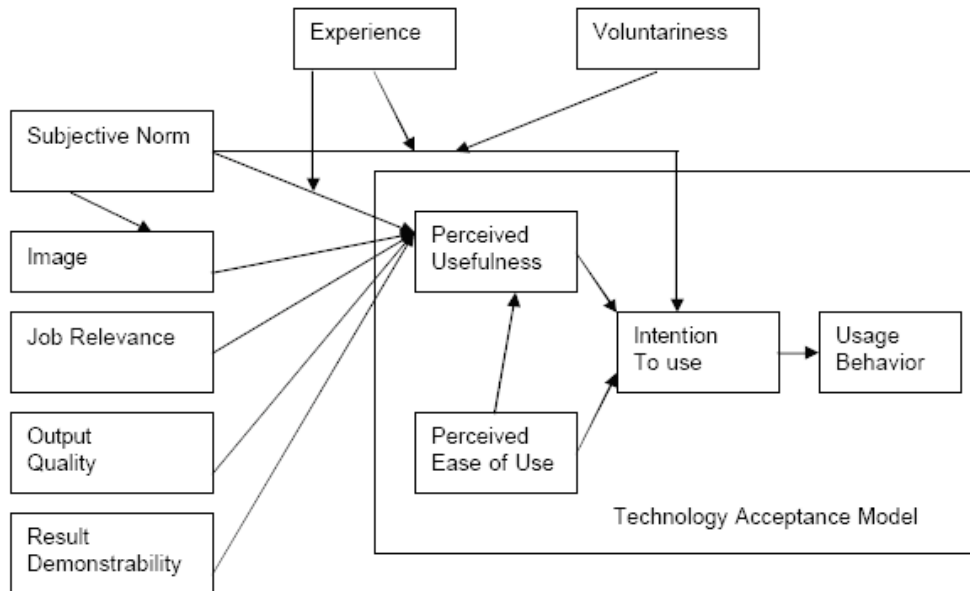 Experience
Voluntariness
Subjective Norm
Image
Perceived
Usefulness
Job Relevance
Intention
To use
Usage
Behavior
Output
Quality
Perceived
Ease of Use
Result
Demonstrability
Technology Acceptance Model